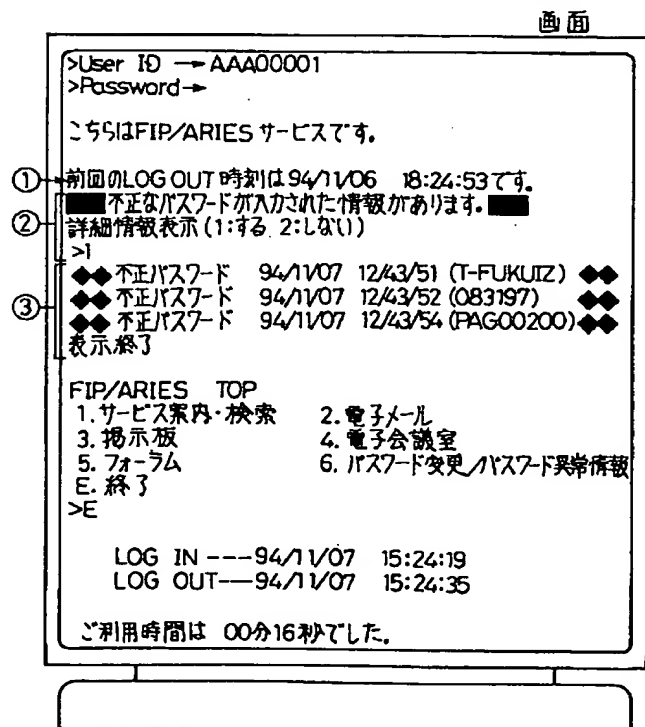 画面
>User ID → AAA00001
>Password→
こちらはFIP/ARIESサービスです。
① 前回のLOG OUT時刻は94/11/06 18:24:53です。
② ■■不正なパスワードが入力された情報があります。■■
詳細情報表示(1:する 2:しない)
>1
③ ◆◆不正パスワード 94/11/07 12/43/51 (T-FUKUIZ) ◆◆
◆◆不正パスワード 94/11/07 12/43/52 (083197) ◆◆
◆◆不正パスワード 94/11/07 12/43/54 (PAG00200)◆◆
表示終了
FIP/ARIES TOP
1.サービス案内・検索 2.電子メール
3.掲示板 4.電子会議室
5.フォーラム 6.パスワード変更/パスワード異常情報
E.終了
>E
LOG IN ---94/11/07 15:24:19
LOG OUT---94/11/07 15:24:35
ご利用時間は 00分16秒でした。